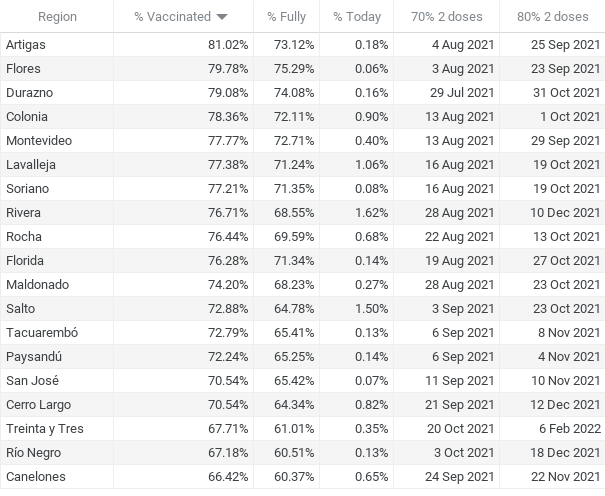 Region % Vaccinated % Fully % Today 70% 2 doses 80% 2 doses
Artigas 81.02% 73.12% 0.18% 4 Aug 2021 25 Sep 2021
Flores 79.78% 75.29% 0.06% 3 Aug 2021 23 Sep 2021
Durazno 79.08% 74.08% 0.16% 29 Jul 2021 31 Oct 2021
Colonia 78.36% 72.11% 0.90% 13 Aug 2021 1 Oct 2021
Montevideo 77.77% 72.71% 0.40% 13 Aug 2021 29 Sep 2021
Lavalleja 77.38% 71.24% 1.06% 16 Aug 2021 19 Oct 2021
Soriano 77.21% 71.35% 0.08% 16 Aug 2021 19 Oct 2021
Rivera 76.71% 68.55% 1.62% 28 Aug 2021 10 Dec 2021
Rocha 76.44% 69.59% 0.68% 22 Aug 2021 13 Oct 2021
Florida 76.28% 71.34% 0.14% 19 Aug 2021 27 Oct 2021
Maldonado 74.20% 68.23% 0.27% 28 Aug 2021 23 Oct 2021
Salto 72.88% 64.78% 1.50% 3 Sep 2021 23 Oct 2021
Tacuarembó 72.79% 65.41% 0.13% 6 Sep 2021 8 Nov 2021
Paysandú 72.24% 65.25% 0.14% 6 Sep 2021 4 Nov 2021
San José 70.54% 65.42% 0.07% 11 Sep 2021 10 Nov 2021
Cerro Largo 70.54% 64.34% 0.82% 21 Sep 2021 12 Dec 2021
Treinta y Tres 67.71% 61.01% 0.35% 20 Oct 2021 6 Feb 2022
Río Negro 67.18% 60.51% 0.13% 3 Oct 2021 18 Dec 2021
Canelones 66.42% 60.37% 0.65% 24 Sep 2021 22 Nov 2021